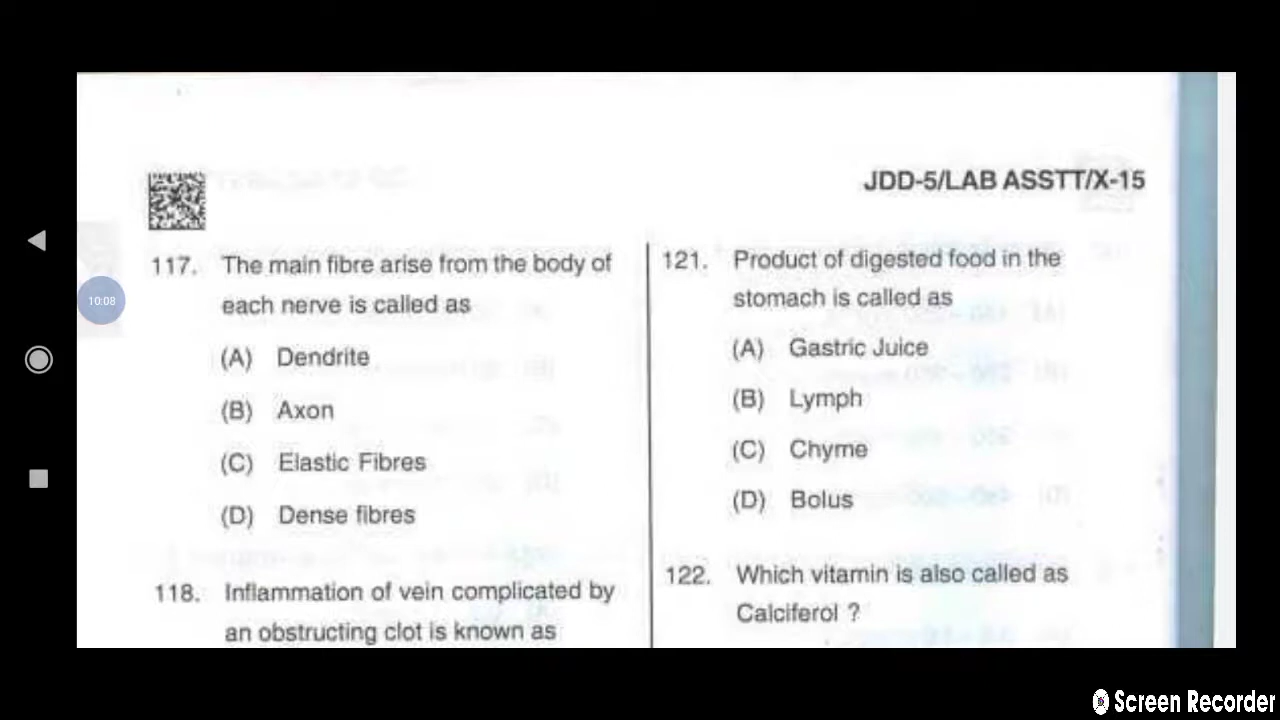 JDD-5/LAB ASSTT/X-15
117. The main fibre arise from the body of
each nerve is called as
(A) Dendrite
(B) Axon
(C) Elastic Fibres
(D) Dense fibres
118. Inflammation of vein complicated by
an obstructing clot is known as
121. Product of digested food in the
stomach is called as
(A) Gastric Juice
(B) Lymph
(C) Chyme
(D) Bolus
122. Which vitamin is also called as
Calciferol ?
10:08
Screen Recorder